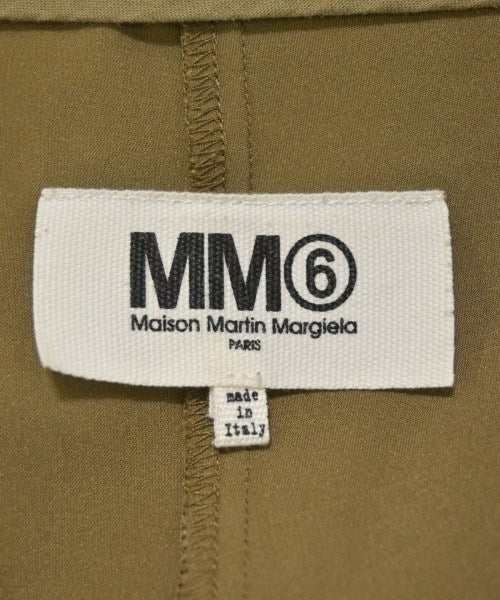 MM⑥
Maison Martin Margiela
PARIS
made
in
Italy